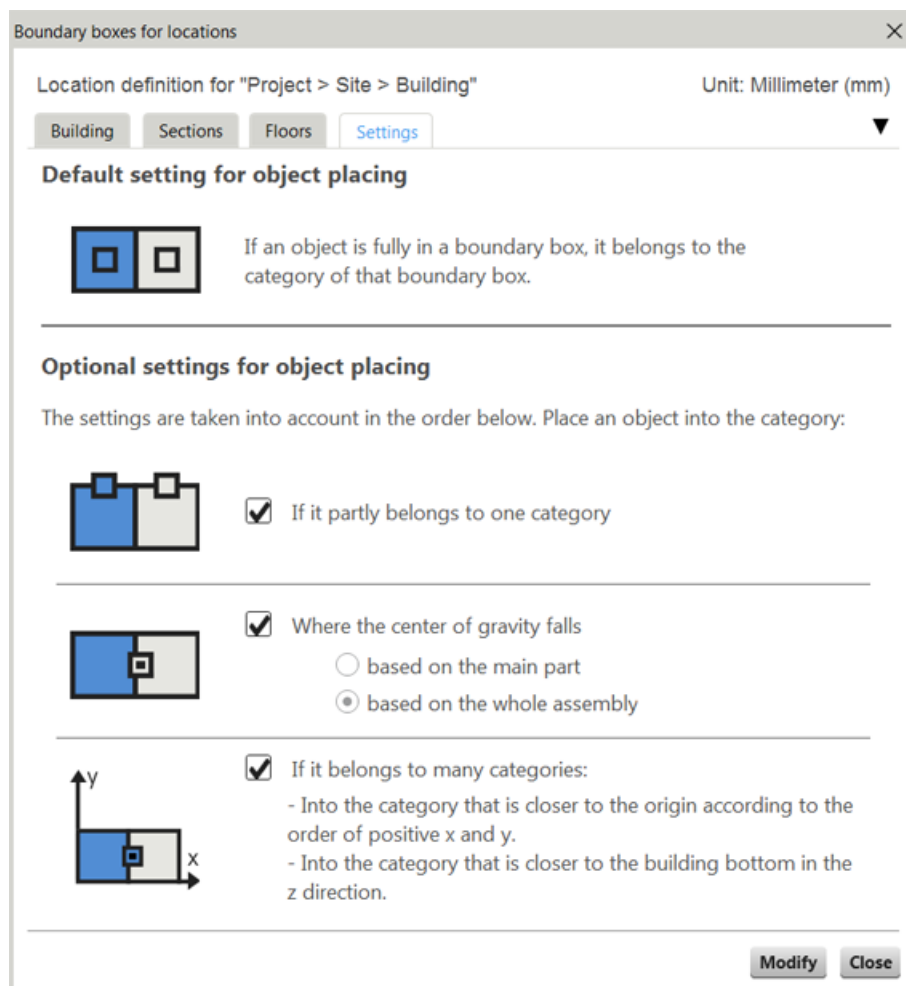 Boundary boxes for locations
Location definition for "Project > Site > Building" Unit: Millimeter (mm)
Building Sections Floors Settings
Default setting for object placing
If an object is fully in a boundary box, it belongs to the
category of that boundary box.
Optional settings for object placing
The settings are taken into account in the order below. Place an object into the category:
If it partly belongs to one category
Where the center of gravity falls
based on the main part
based on the whole assembly
y
x
If it belongs to many categories:
- Into the category that is closer to the origin according to the
order of positive x and y.
- Into the category that is closer to the building bottom in the
z direction.
Modify Close